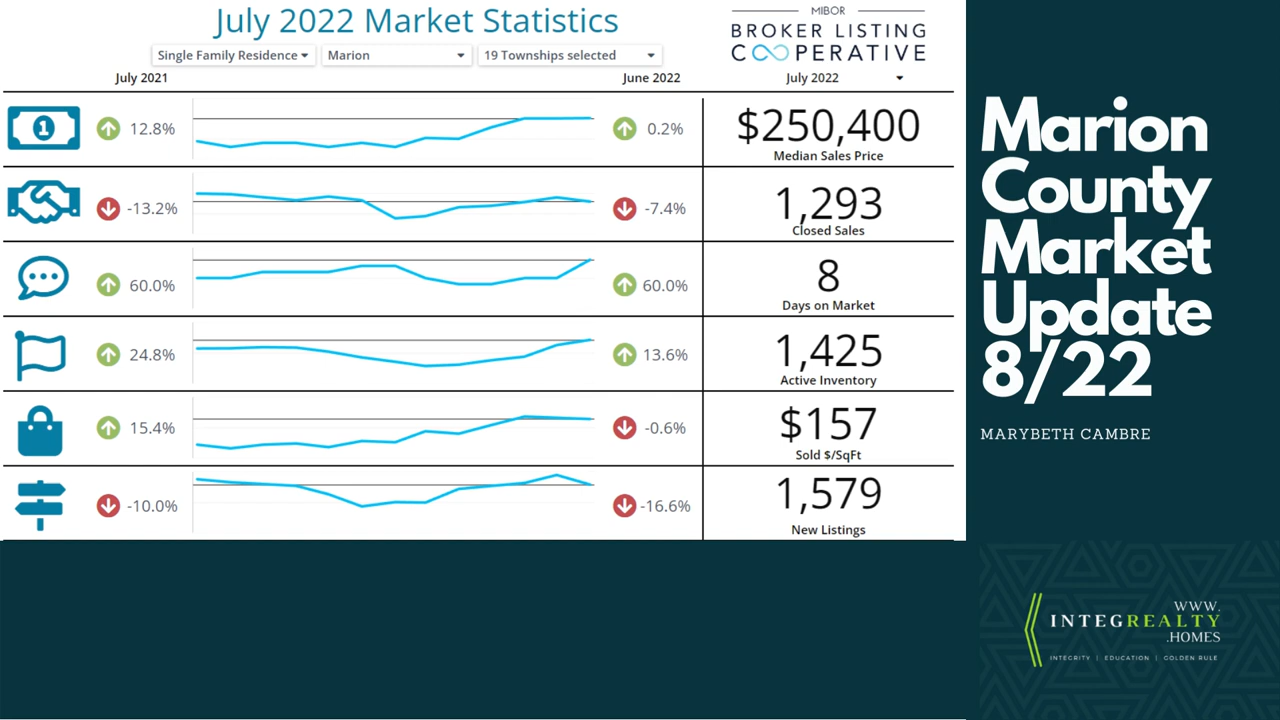 July 2022 Market Statistics
MIBOR
BROKER LISTING
COOPERATIVE
Single Family Residence
Marion
19 Townships selected
July 2021
June 2022
July 2022
1
12.8%
0.2%
$250,400
Median Sales Price
-13.2%
-7.4%
1,293
Closed Sales
60.0%
60.0%
8
Days on Market
24.8%
13.6%
1,425
Active Inventory
15.4%
-0.6%
$157
Sold $/SqFt
-10.0%
-16.6%
1,579
New Listings
Marion
County
Market
Update
8/22
MARYBETH CAMBRE
WWW.
INTEGREALTY
.HOMES
INTEGRITY | EDUCATION | GOLDEN RULE